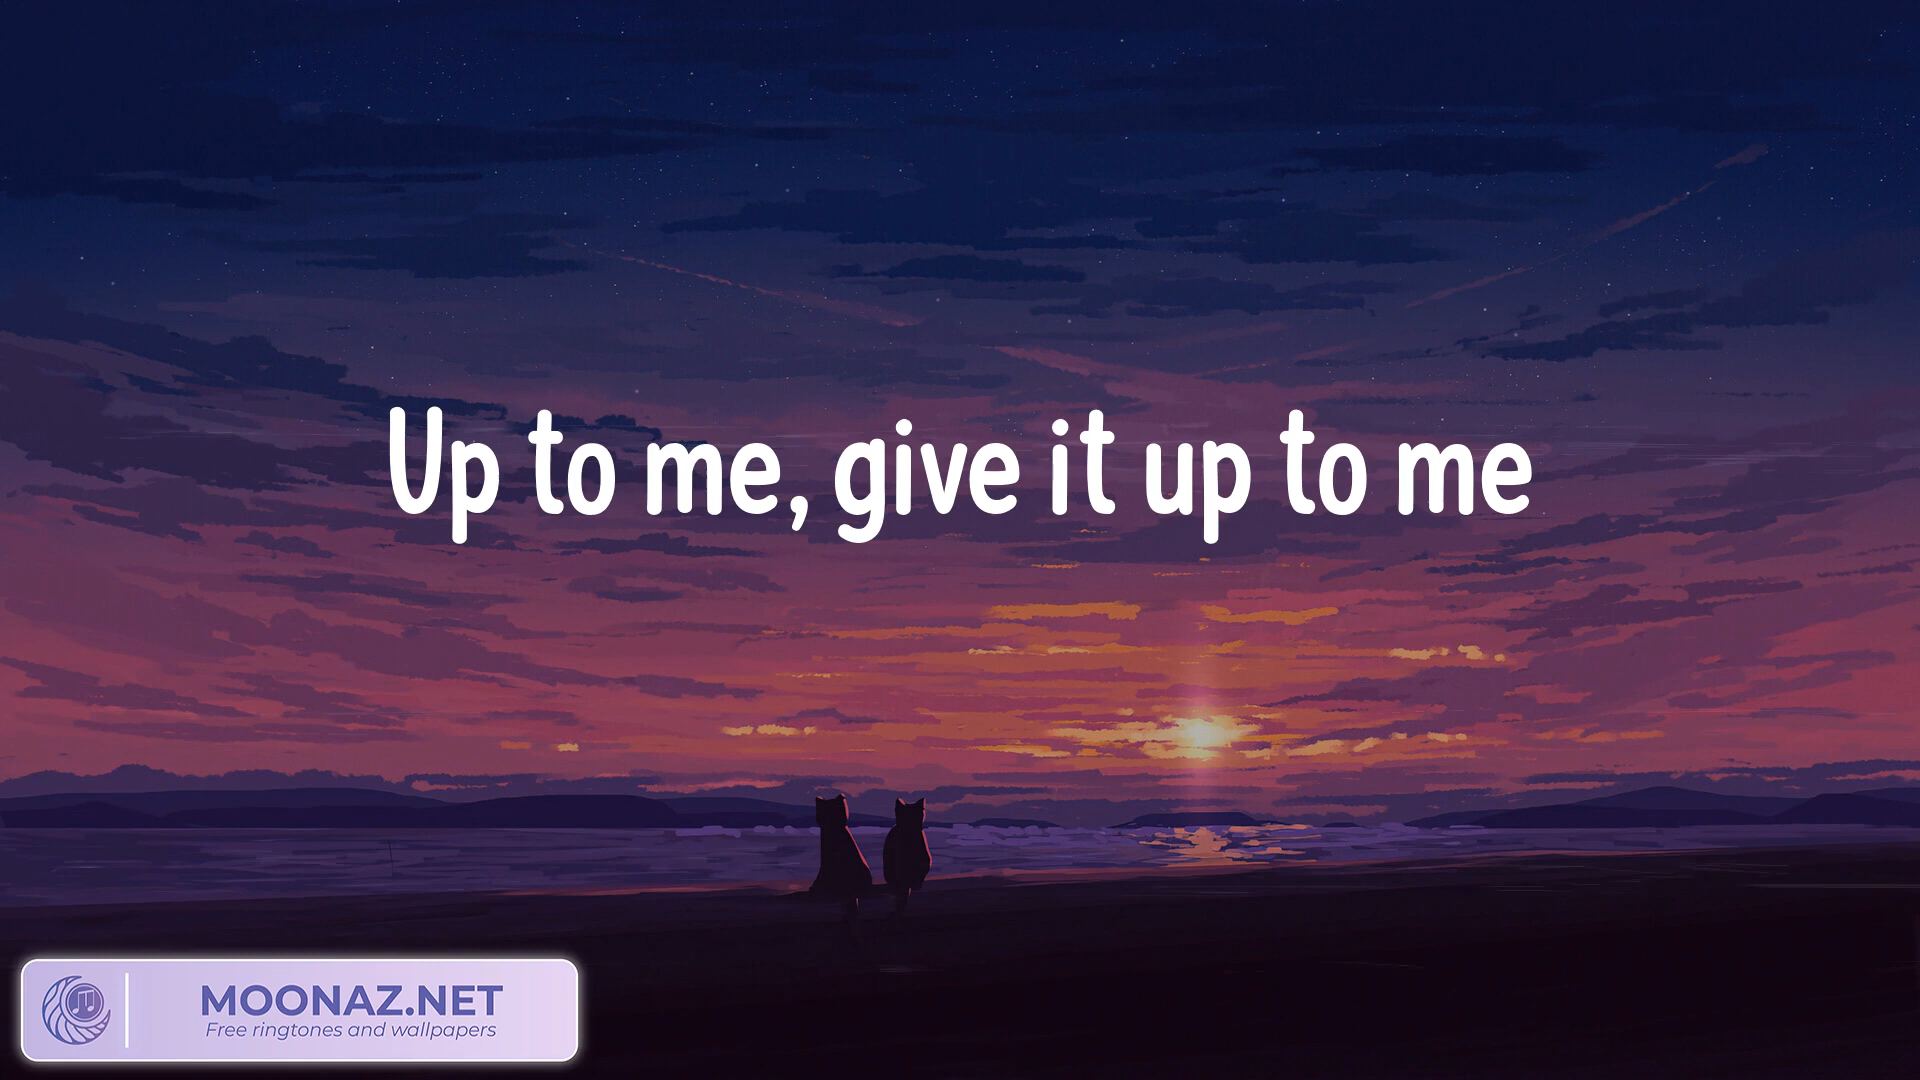 Up to me, give it up to me
MOONAZ.NET
Free ringtones and wallpapers